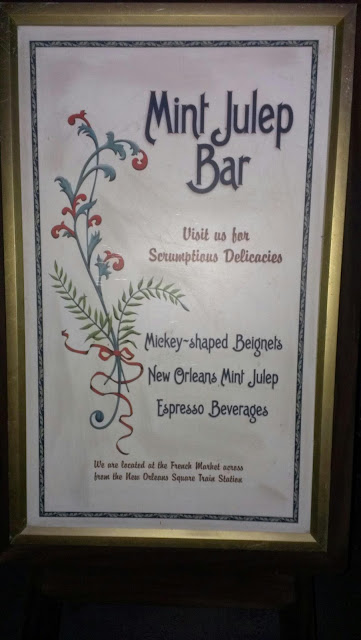 Mint Julep
Bar
Visit us for
Scrumptious Delicacies
Mickey-shaped Beignets
New Orleans Mint Julep
Espresso Beverages
We are located at the French Market across
from the New Orleans Square Train Station